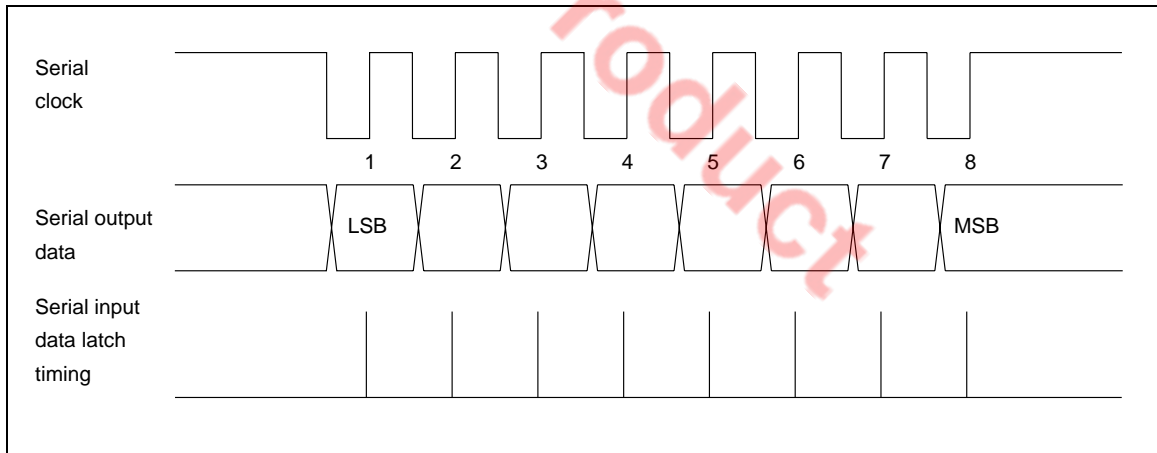 Serial
clock
1 2 3 4 5 6 7 8
Serial output
data
LSB
MSB
Serial input
data latch
timing
roduct